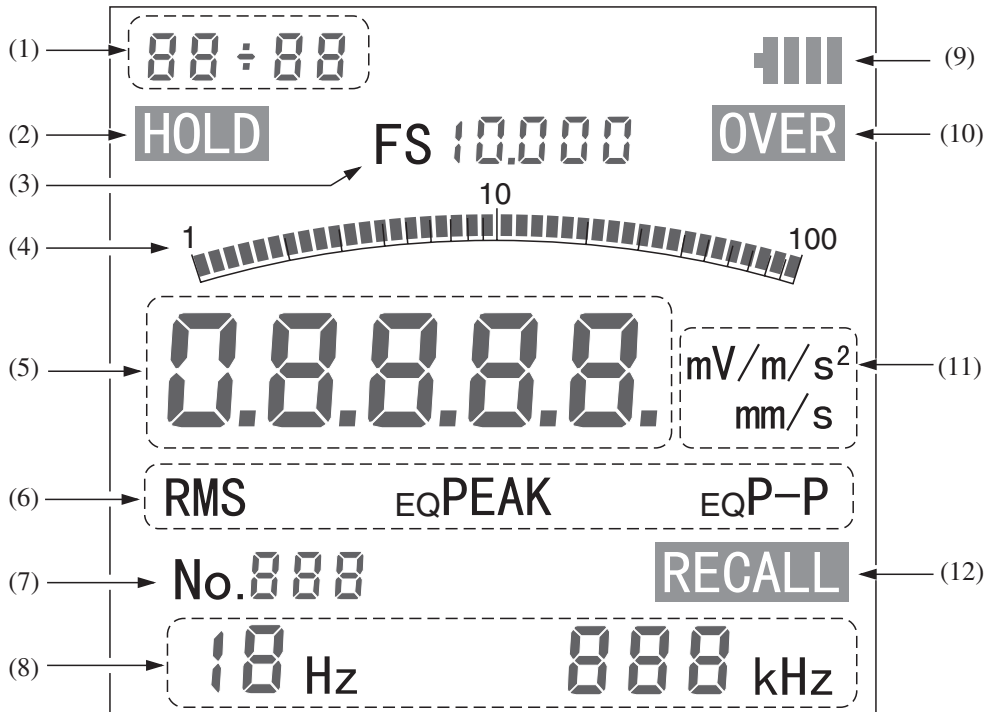 (1) 88÷88
(9)
(2) HOLD
FS 10.000
OVER (10)
(3)
10
(4) 1
100
(5) 0.8.8.8.8.
mV/m/s²
(11)
mm/s
(6) RMS EQPEAK EQP-P
(7) No.888
RECALL (12)
(8) 18 Hz 888 kHz